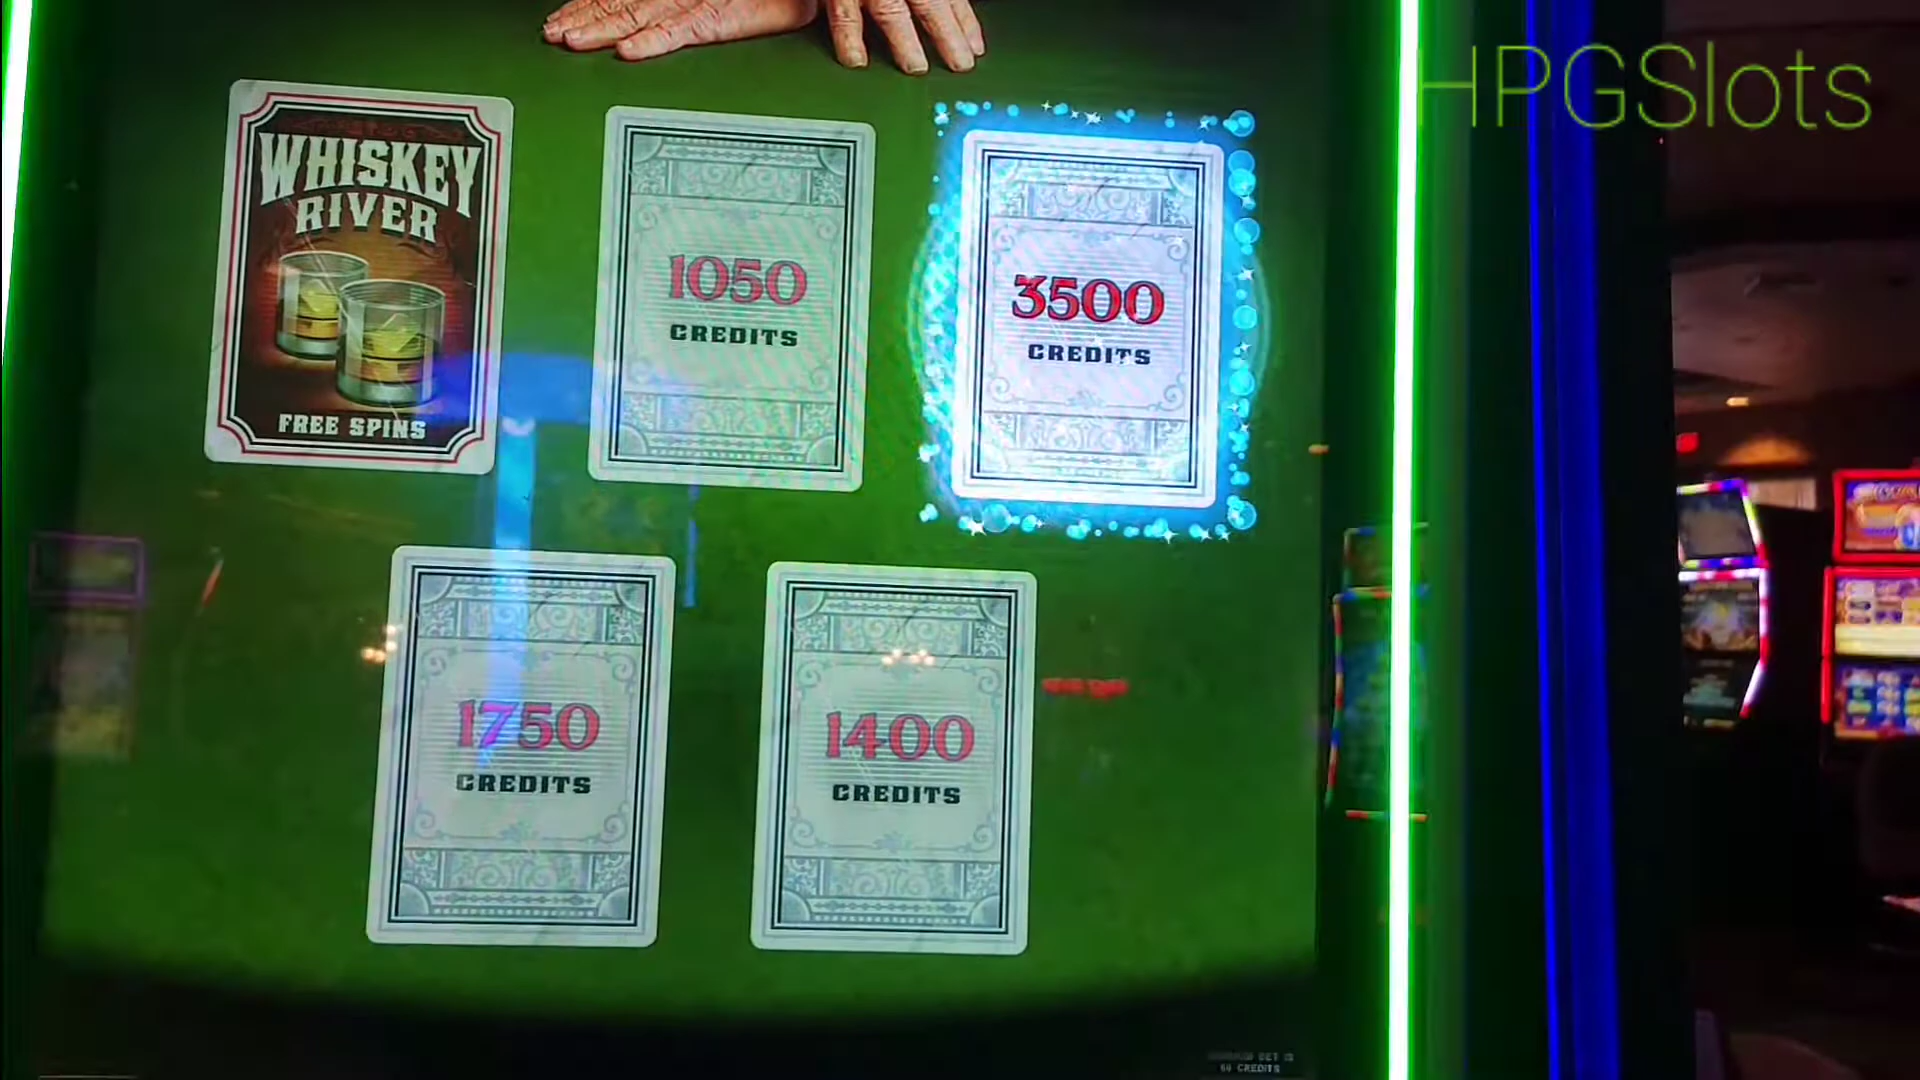 HPGSlots
WHISKEY
RIVER
FREE SPINS
1050
CREDITS
3500
CREDITS
1750
CREDITS
1400
CREDITS